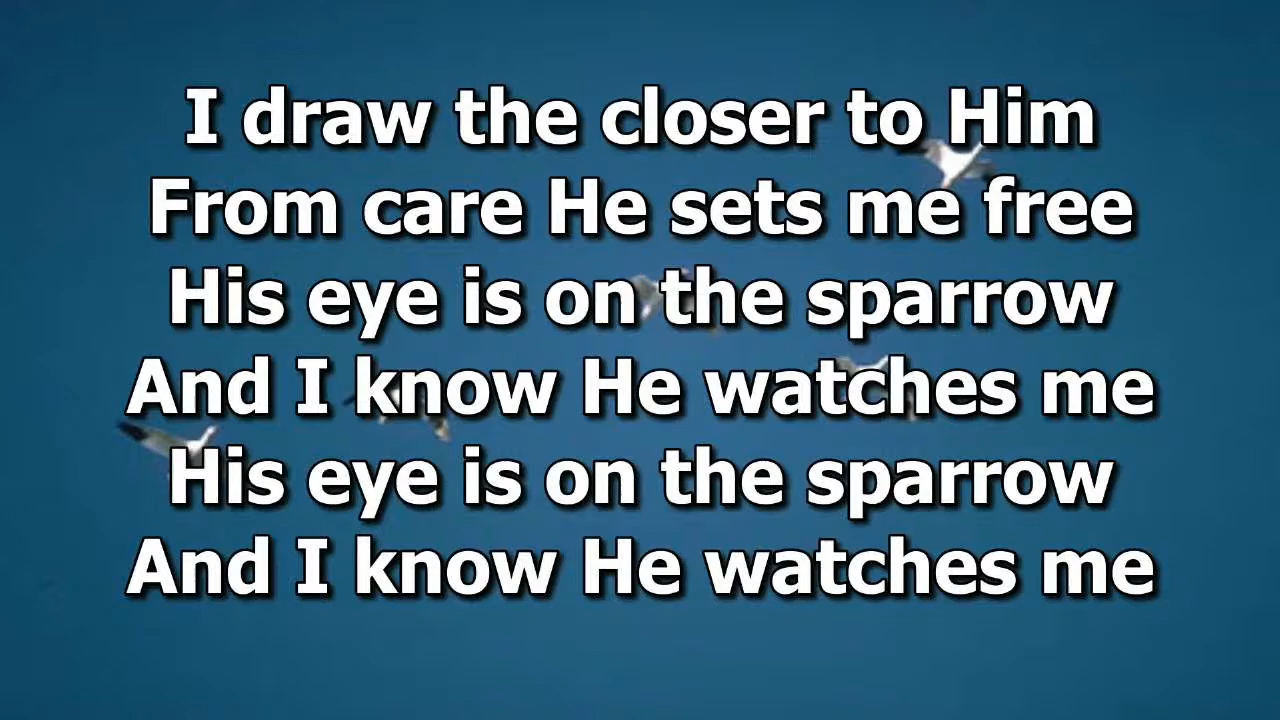 I draw the closer to Him
From care He sets me free
His eye is on the sparrow
And I know He watches me
His eye is on the sparrow
And I know He watches me